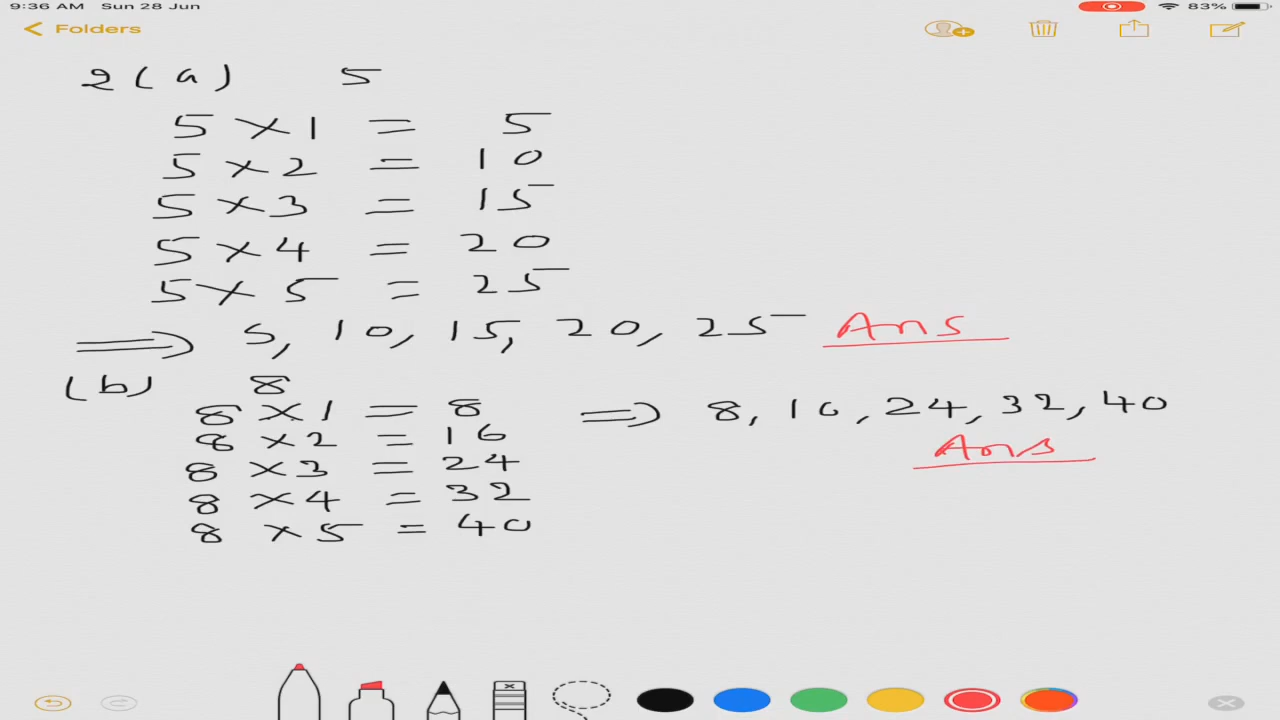 9:36 AM Sun 28 Jun 83%
Folders
2(a) 5
5 × 1 = 5
5 × 2 = 10
5 × 3 = 15
5 × 4 = 20
5 × 5 = 25
⟹ 5, 10, 15, 20, 25 Ans
(b) 8
8 × 1 = 8 ⟹ 8, 16, 24, 32, 40
8 × 2 = 16 Ans
8 × 3 = 24
8 × 4 = 32
8 × 5 = 40